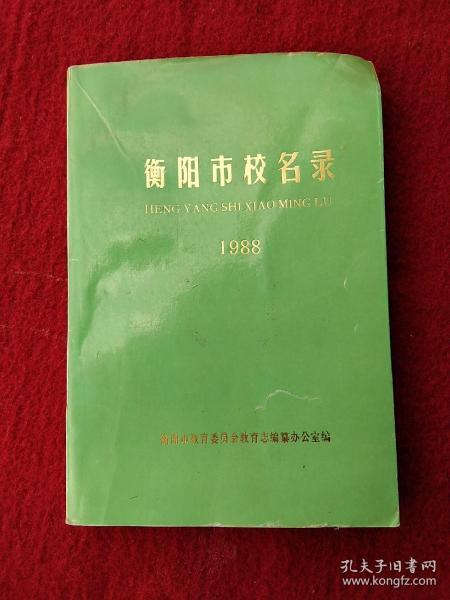 衡阳市校名录
HENG YANG SHI XIAO MING LU
1988
衡阳市教育委员会教育志编纂办公室编
孔夫子旧书网
www.kongfz.com